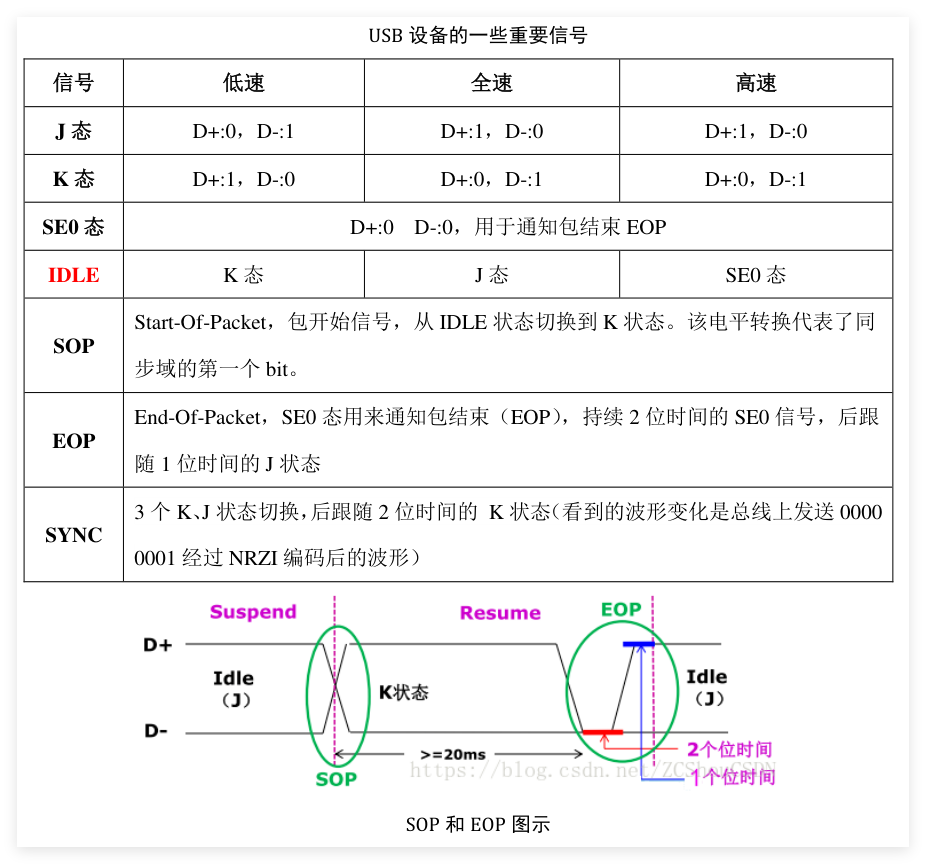 USB 设备的一些重要信号
信号 低速 全速 高速
J 态 D+:0，D-:1 D+:1，D-:0 D+:1，D-:0
K 态 D+:1，D-:0 D+:0，D-:1 D+:0，D-:1
SE0 态 D+:0 D-:0，用于通知包结束 EOP
IDLE K 态 J 态 SE0 态
SOP
Start-Of-Packet，包开始信号，从 IDLE 状态切换到 K 状态。该电平转换代表了同
步域的第一个 bit。
EOP
End-Of-Packet，SE0 态用来通知包结束（EOP），持续 2 位时间的 SE0 信号，后跟
随 1 位时间的 J 状态
SYNC
3 个 K、J 状态切换，后跟随 2 位时间的 K 状态（看到的波形变化是总线上发送 0000
0001 经过 NRZI 编码后的波形）
Suspend Resume EOP
D+
Idle
（J）
K状态
Idle
（J）
D-
>=20ms
2个位时间
https://blog.csdn.net/ZCShouCSDN
SOP
1个位时间
SOP 和 EOP 图示